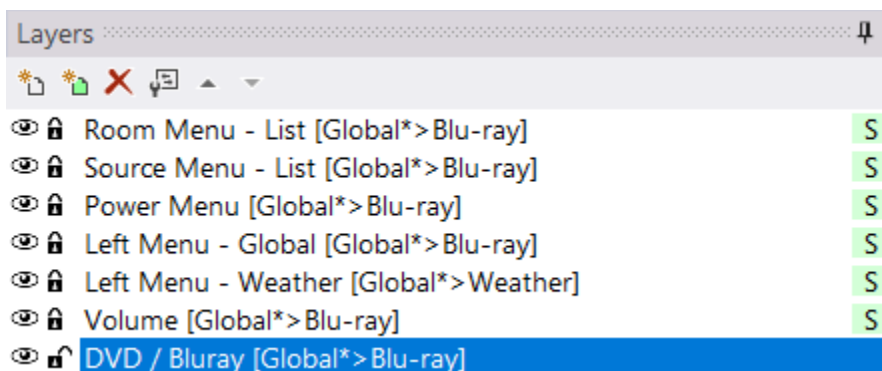 Layers
Room Menu - List [Global*>Blu-ray] S
Source Menu - List [Global*>Blu-ray] S
Power Menu [Global*>Blu-ray] S
Left Menu - Global [Global*>Blu-ray] S
Left Menu - Weather [Global*>Weather] S
Volume [Global*>Blu-ray] S
DVD / Bluray [Global*>Blu-ray]